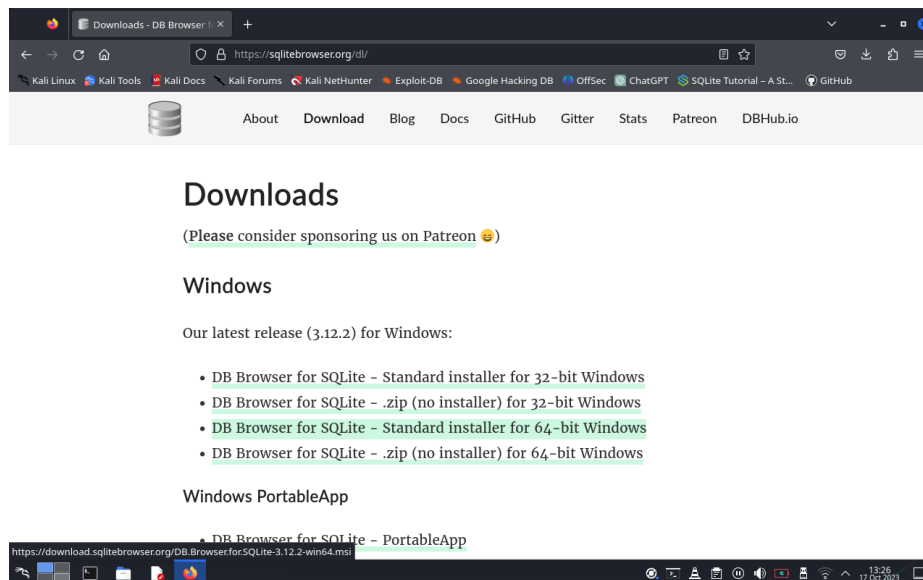 Downloads - DB Browser f
https://sqlitebrowser.org/dl/
Kali Linux Kali Tools Kali Docs Kali Forums Kali NetHunter Exploit-DB Google Hacking DB OffSec ChatGPT SQLite Tutorial – A St... GitHub
About Download Blog Docs GitHub Gitter Stats Patreon DBHub.io
Downloads
(Please consider sponsoring us on Patreon 😄)
Windows
Our latest release (3.12.2) for Windows:
• DB Browser for SQLite – Standard installer for 32-bit Windows
• DB Browser for SQLite – .zip (no installer) for 32-bit Windows
• DB Browser for SQLite – Standard installer for 64-bit Windows
• DB Browser for SQLite – .zip (no installer) for 64-bit Windows
Windows PortableApp
• DB Browser for SQLite – PortableApp
https://download.sqlitebrowser.org/DB.Browser.for.SQLite-3.12.2-win64.msi
13:26
17 Oct 2023